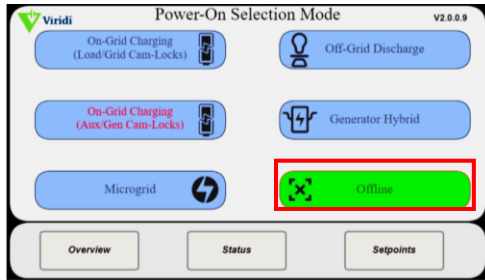 Viridi
Power-On Selection Mode
V2.0.0.9
On-Grid Charging
(Load/Grid Cam-Locks)
Off-Grid Discharge
On-Grid Charging
(Aux/Gen Cam-Locks)
Generator Hybrid
Microgrid
Offline
Overview
Status
Setpoints